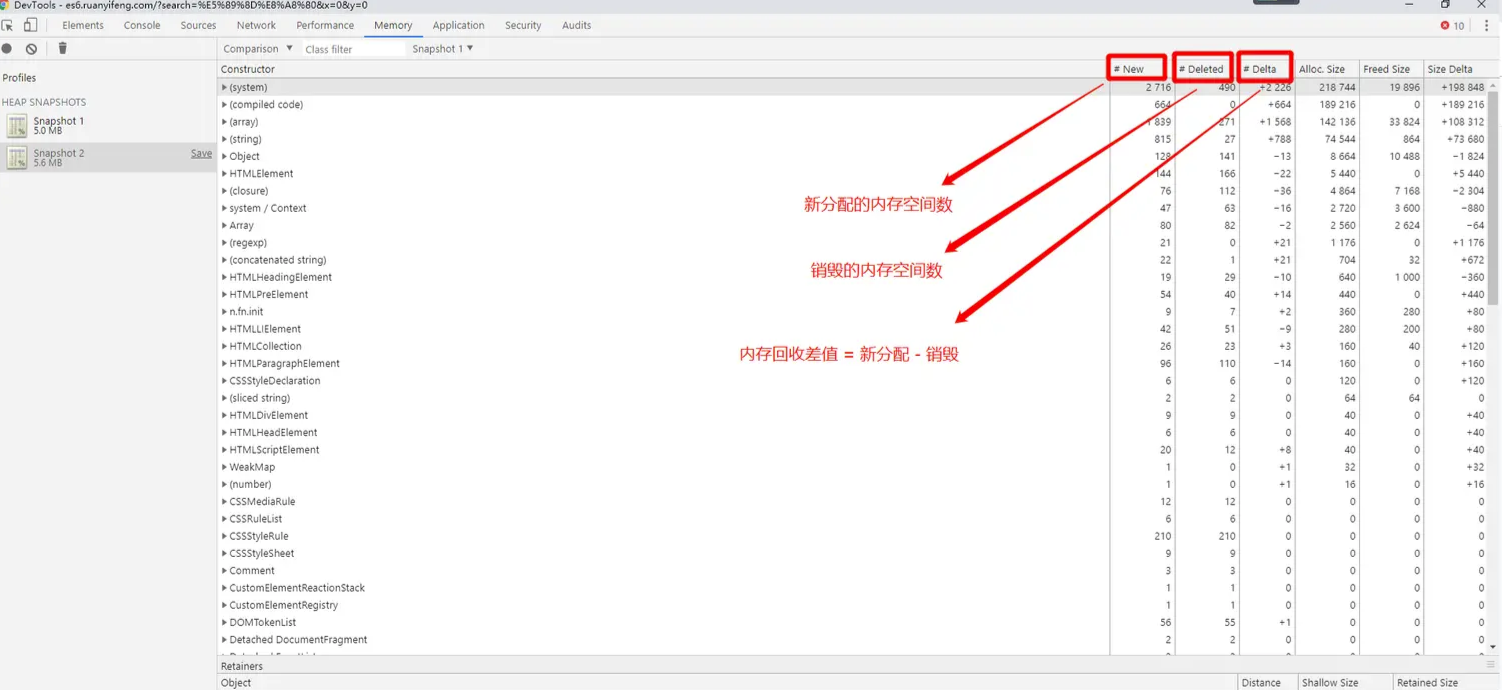 DevTools - es6.ruanyifeng.com/?search=%E5%89%8D%E8%A8%80&x=0&y=0
Elements Console Sources Network Performance Memory Application Security Audits 10
Comparison ▼ Class filter Snapshot 1 ▼
Profiles
HEAP SNAPSHOTS
Snapshot 1
5.0 MB
Snapshot 2 Save
5.6 MB
Constructor # New # Deleted # Delta Alloc. Size Freed Size Size Delta
(system) 2 716 490 +2 226 218 744 19 896 +198 848
(compiled code) 664 0 +664 189 216 0 +189 216
(array) 1 839 271 +1 568 142 136 33 824 +108 312
(string) 815 27 +788 74 544 864 +73 680
Object 128 141 −13 8 664 10 488 −1 824
HTMLElement 144 166 −22 5 440 0 +5 440
(closure) 76 112 −36 4 864 7 168 −2 304
system / Context 47 63 −16 2 720 3 600 −880
Array 80 82 −2 2 560 2 624 −64
(regexp) 21 0 +21 1 176 0 +1 176
(concatenated string) 22 1 +21 704 32 +672
HTMLHeadingElement 19 29 −10 640 1 000 −360
HTMLPreElement 54 40 +14 440 0 +440
n.fn.init 9 7 +2 360 280 +80
HTMLLIElement 42 51 −9 280 200 +80
HTMLCollection 26 23 +3 160 40 +120
HTMLParagraphElement 96 110 −14 160 0 +160
CSSStyleDeclaration 6 6 0 120 0 +120
(sliced string) 2 2 0 64 64 0
HTMLDivElement 9 9 0 40 0 +40
HTMLHeadElement 6 6 0 40 0 +40
HTMLScriptElement 20 12 +8 40 0 +40
WeakMap 1 0 +1 32 0 +32
(number) 1 0 +1 16 0 +16
CSSMediaRule 12 12 0 0 0 0
CSSRuleList 6 6 0 0 0 0
CSSStyleRule 210 210 0 0 0 0
CSSStyleSheet 9 9 0 0 0 0
Comment 3 3 0 0 0 0
CustomElementReactionStack 1 1 0 0 0 0
CustomElementRegistry 1 1 0 0 0 0
DOMTokenList 56 55 +1 0 0 0
Detached DocumentFragment 2 2 0 0 0 0
新分配的内存空间数
销毁的内存空间数
内存回收差值 = 新分配 - 销毁
Retainers
Object Distance Shallow Size Retained Size